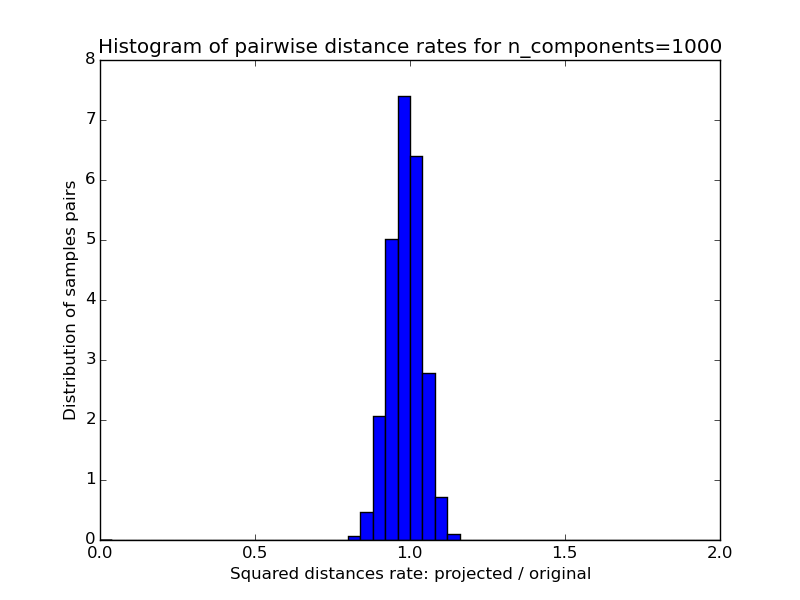 Histogram of pairwise distance rates for n_components=1000
8
7
6
5
4
3
2
1
0
Distribution of samples pairs
0.0 0.5 1.0 1.5 2.0
Squared distances rate: projected / original